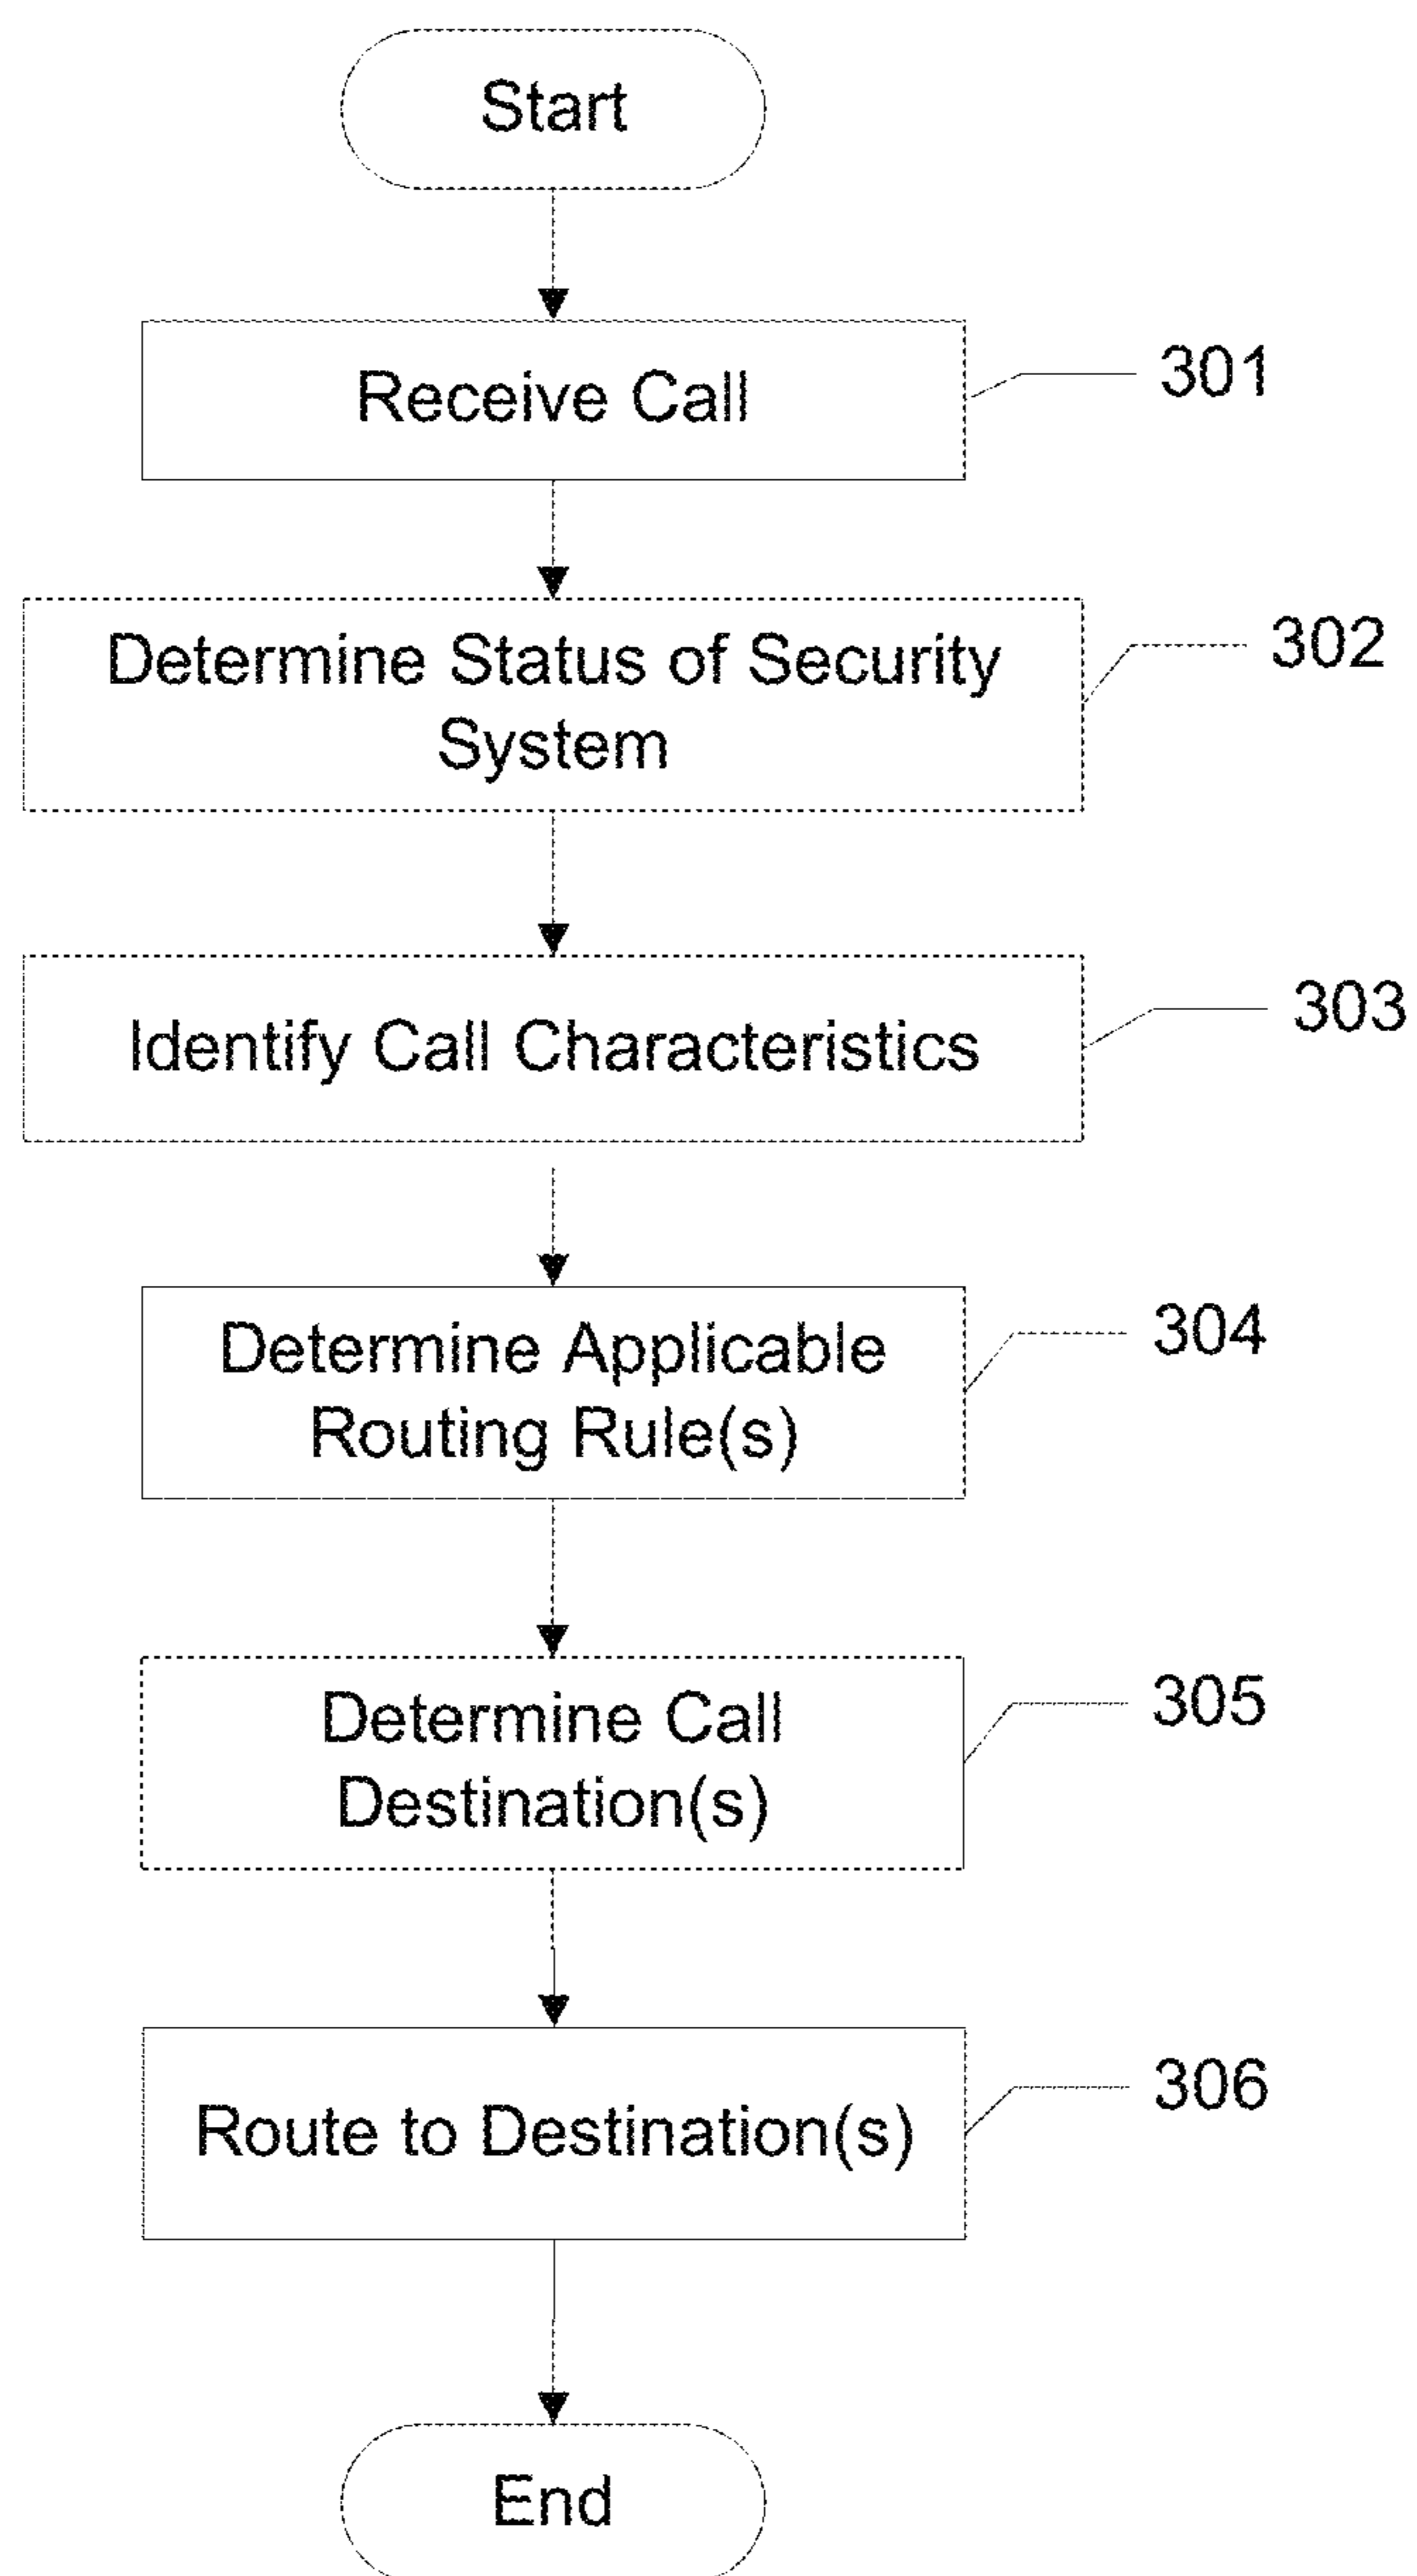 Start
Receive Call
301
Determine Status of Security
System
302
Identify Call Characteristics
303
Determine Applicable
Routing Rule(s)
304
Determine Call
Destination(s)
305
Route to Destination(s)
306
End